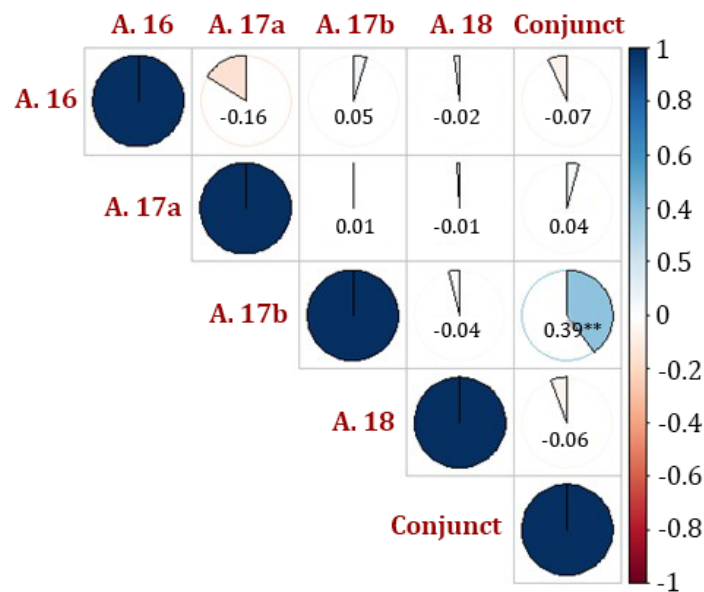 A. 16 A. 17a A. 17b A. 18 Conjunct
A. 16 -0.16 0.05 -0.02 -0.07
A. 17a 0.01 -0.01 0.04
A. 17b -0.04 0.39**
A. 18 -0.06
Conjunct
1
0.8
0.6
0.4
0.5
0
-0.2
-0.4
-0.6
-0.8
-1